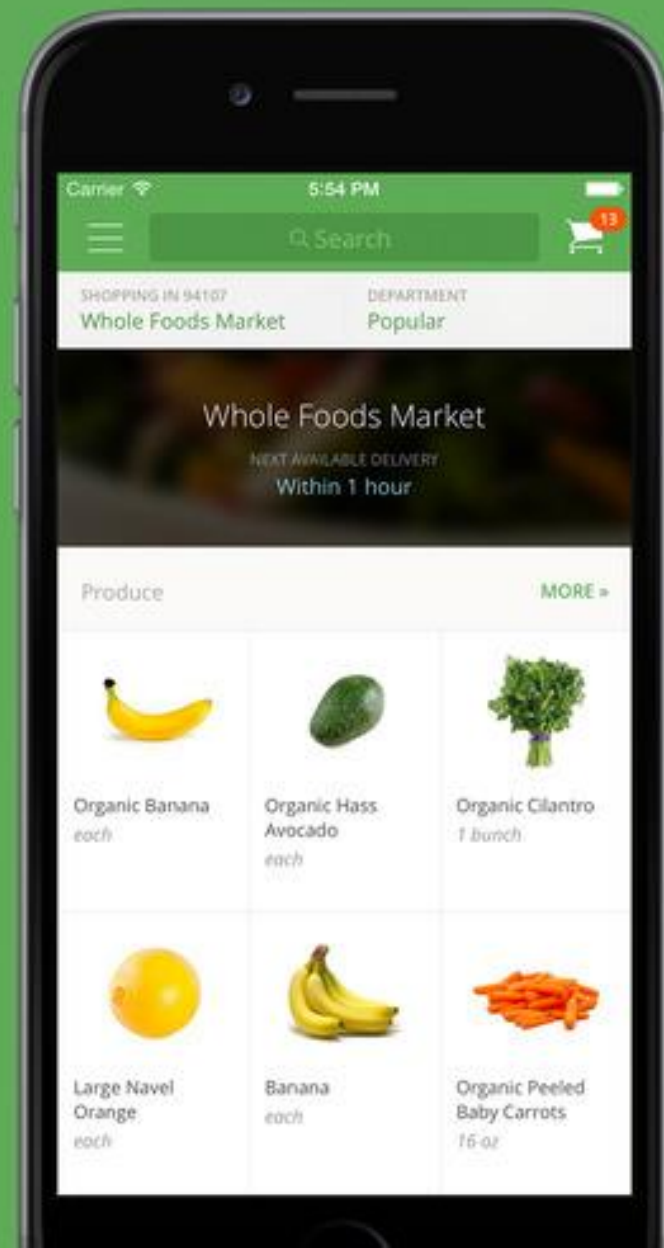 Carrier 5:54 PM
Search 13
SHOPPING IN 94107 DEPARTMENT
Whole Foods Market Popular
Whole Foods Market
NEXT AVAILABLE DELIVERY
Within 1 hour
Produce MORE »
Organic Banana
each
Organic Hass
Avocado
each
Organic Cilantro
1 bunch
Large Navel
Orange
each
Banana
each
Organic Peeled
Baby Carrots
16 oz